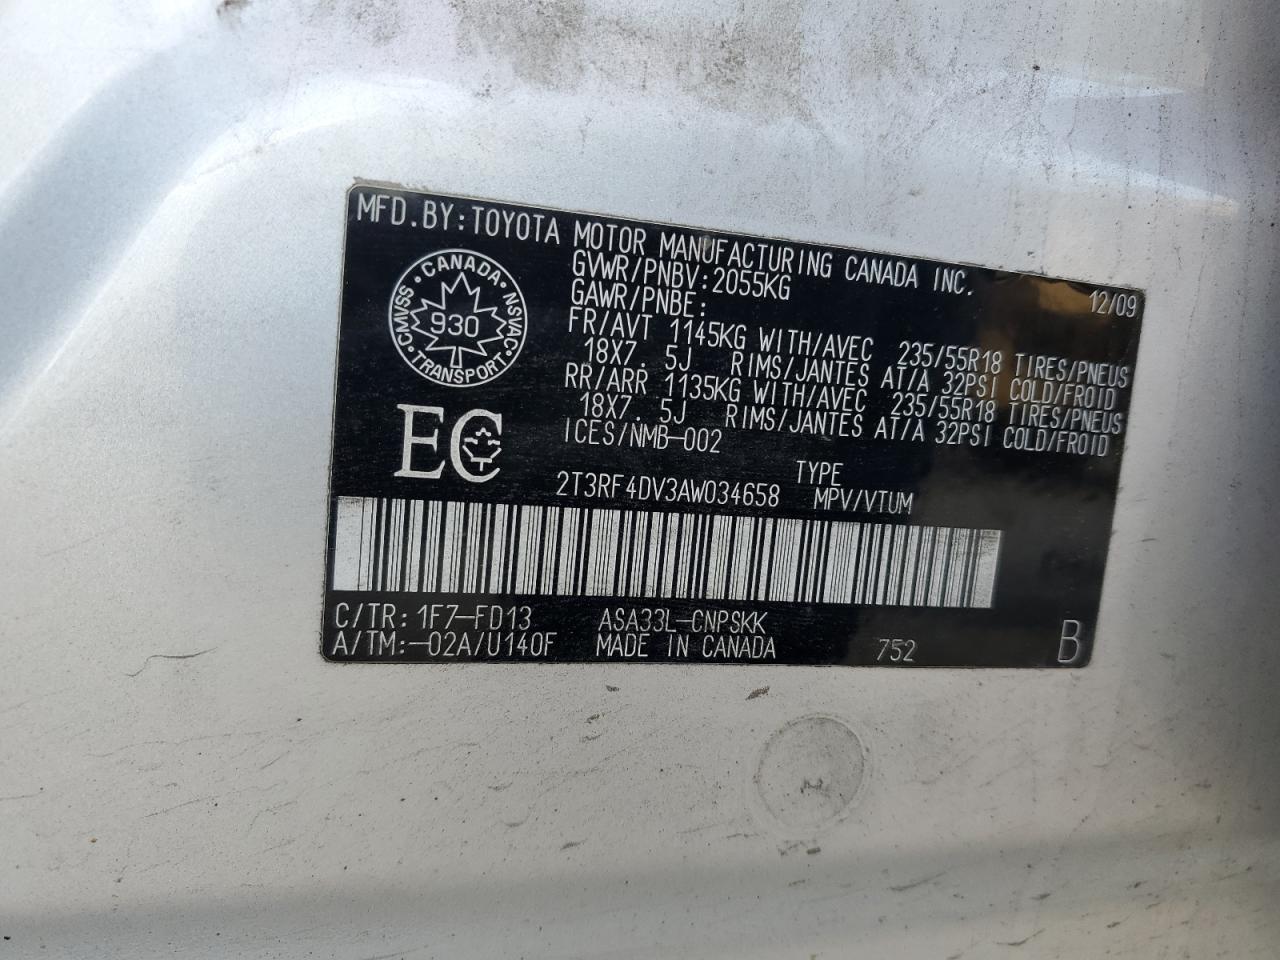 MFD.BY:TOYOTA MOTOR MANUFACTURING CANADA INC. 12/09
GVWR/PNBV:2055KG
GAWR/PNBE:
FR/AVT 1145KG WITH/AVEC 235/55R18 TIRES/PNEUS
18X7. 5J RIMS/JANTES AT/A 32PSI COLD/FROID
RR/ARR 1135KG WITH/AVEC 235/55R18 TIRES/PNEUS
18X7. 5J RIMS/JANTES AT/A 32PSI COLD/FROID
ICES/NMB-002
CANADA
CMVSS
930
NSVAC
TRANSPORT
EC
TYPE
2T3RF4DV3AW034658 MPV/VTUM
C/TR: 1F7-FD13 ASA33L-CNPSKK
A/TM:-02A/U140F MADE IN CANADA 752 B